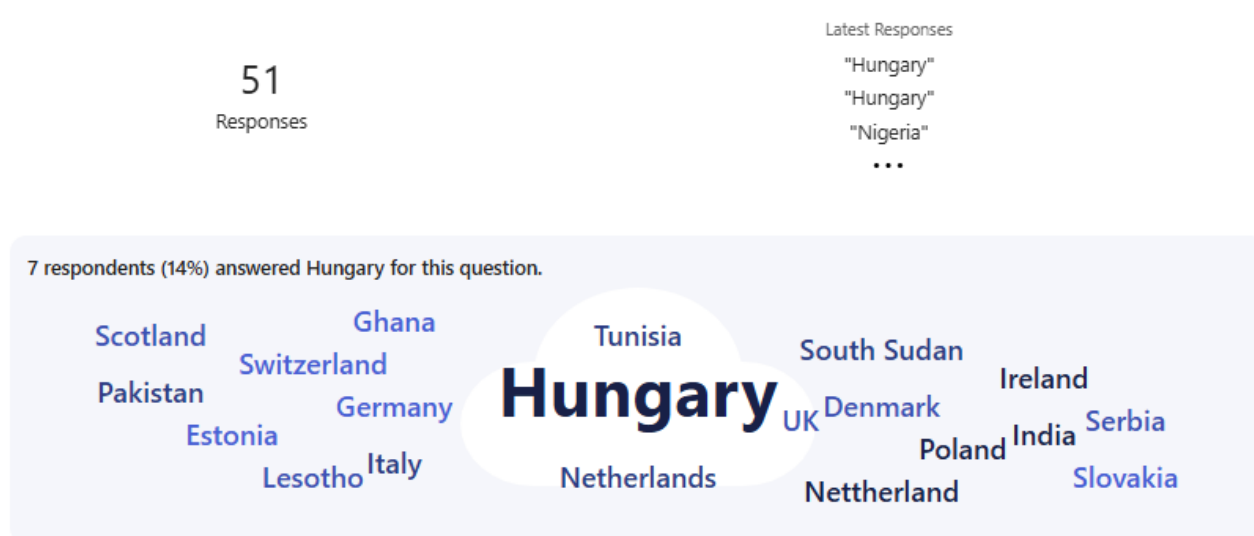 51
Responses
Latest Responses
"Hungary"
"Hungary"
"Nigeria"
...
7 respondents (14%) answered Hungary for this question.
Ghana
Scotland
Tunisia
South Sudan
Switzerland
Ireland
Pakistan
Hungary
Germany
UK
Denmark
Serbia
Estonia
India
Poland
Italy
Lesotho
Netherlands
Slovakia
Nettherland